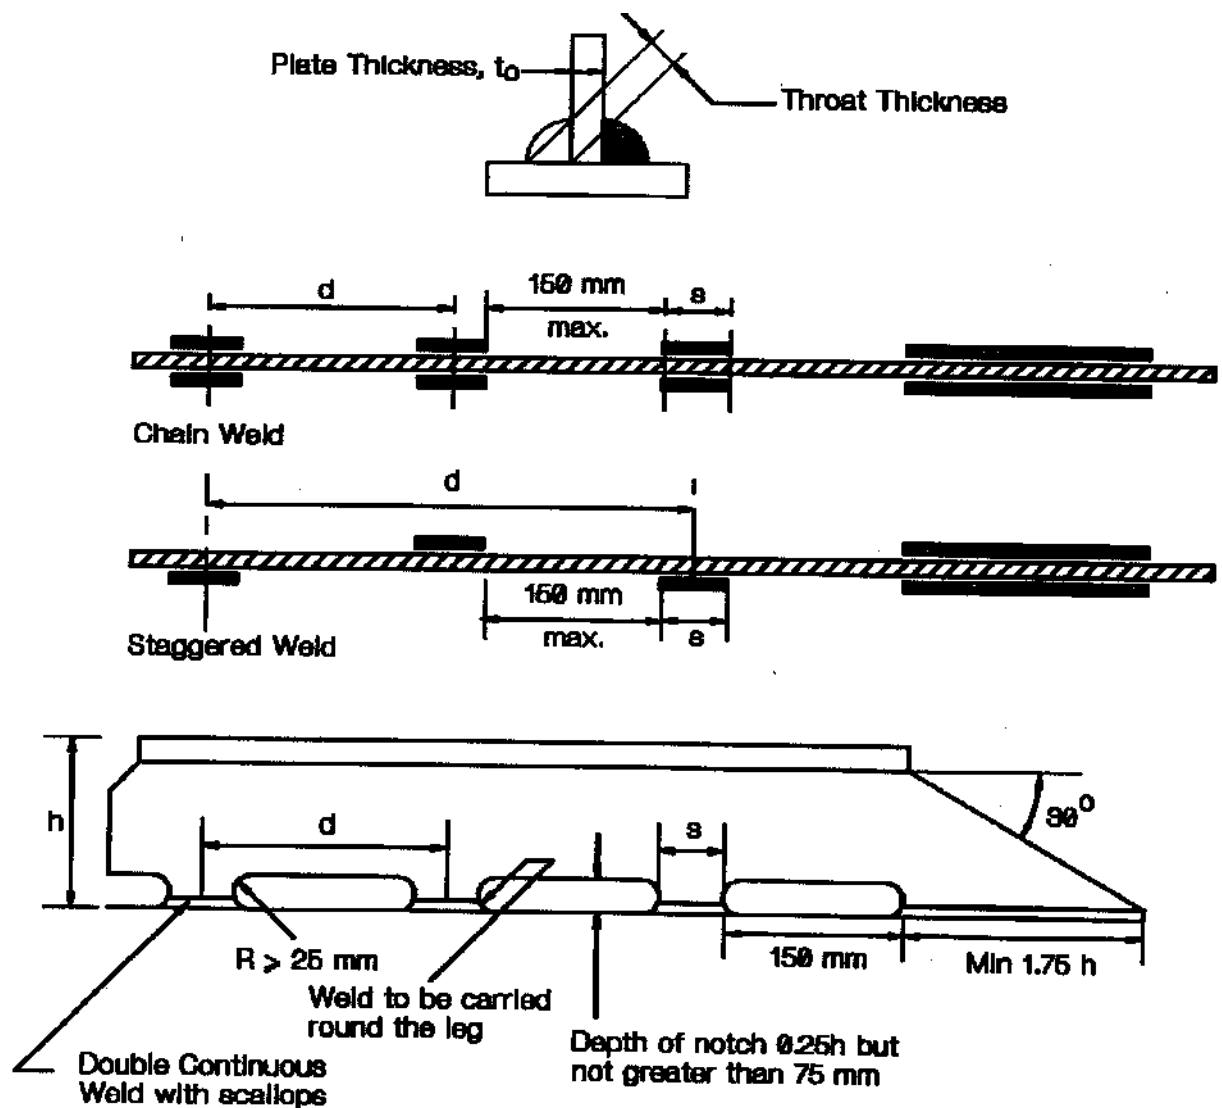 Plate Thickness, to
Throat Thickness
d
150 mm
max.
s
Chain Weld
d
150 mm
max.
s
Staggered Weld
h
d
s
30°
R > 25 mm
150 mm
Min 1.75 h
Weld to be carried
round the leg
Depth of notch 0.25h but
not greater than 75 mm
Double Continuous
Weld with scallops